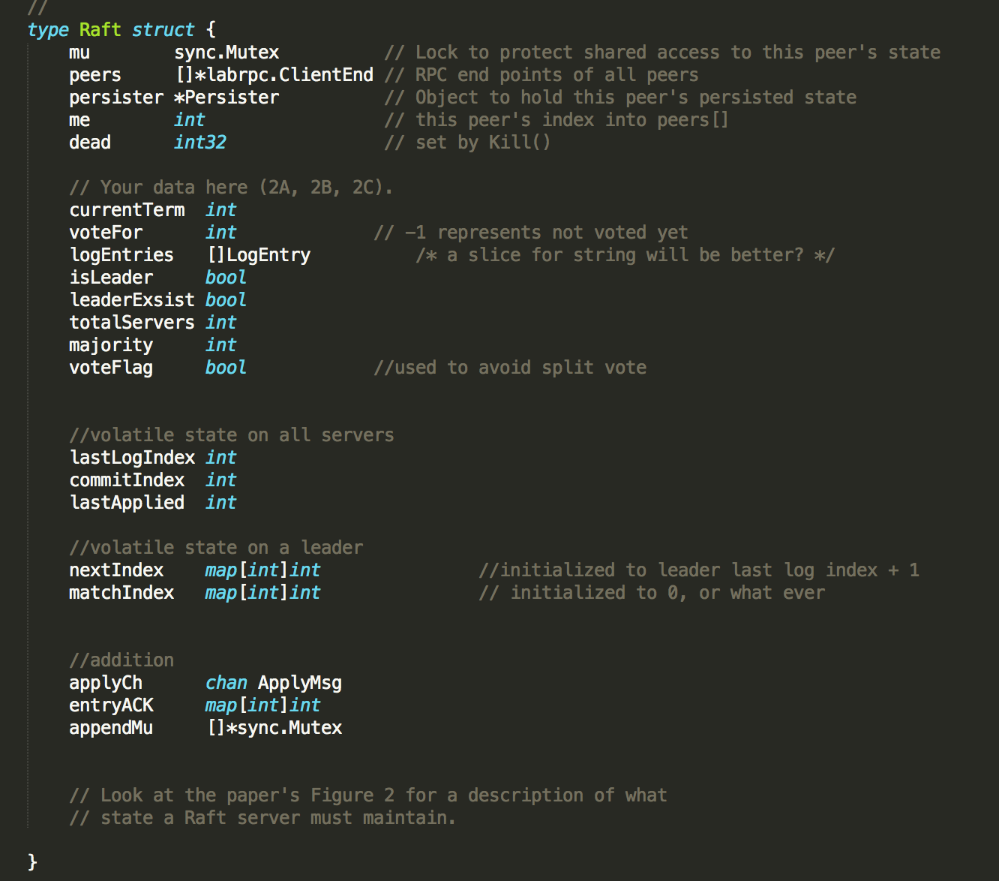 //
type Raft struct {
mu sync.Mutex // Lock to protect shared access to this peer's state
peers []*labrpc.ClientEnd // RPC end points of all peers
persister *Persister // Object to hold this peer's persisted state
me int // this peer's index into peers[]
dead int32 // set by Kill()
// Your data here (2A, 2B, 2C).
currentTerm int
voteFor int // -1 represents not voted yet
logEntries []LogEntry /* a slice for string will be better? */
isLeader bool
leaderExsist bool
totalServers int
majority int
voteFlag bool //used to avoid split vote
//volatile state on all servers
lastLogIndex int
commitIndex int
lastApplied int
//volatile state on a leader
nextIndex map[int]int //initialized to leader last log index + 1
matchIndex map[int]int // initialized to 0, or what ever
//addition
applyCh chan ApplyMsg
entryACK map[int]int
appendMu []*sync.Mutex
// Look at the paper's Figure 2 for a description of what
// state a Raft server must maintain.
}